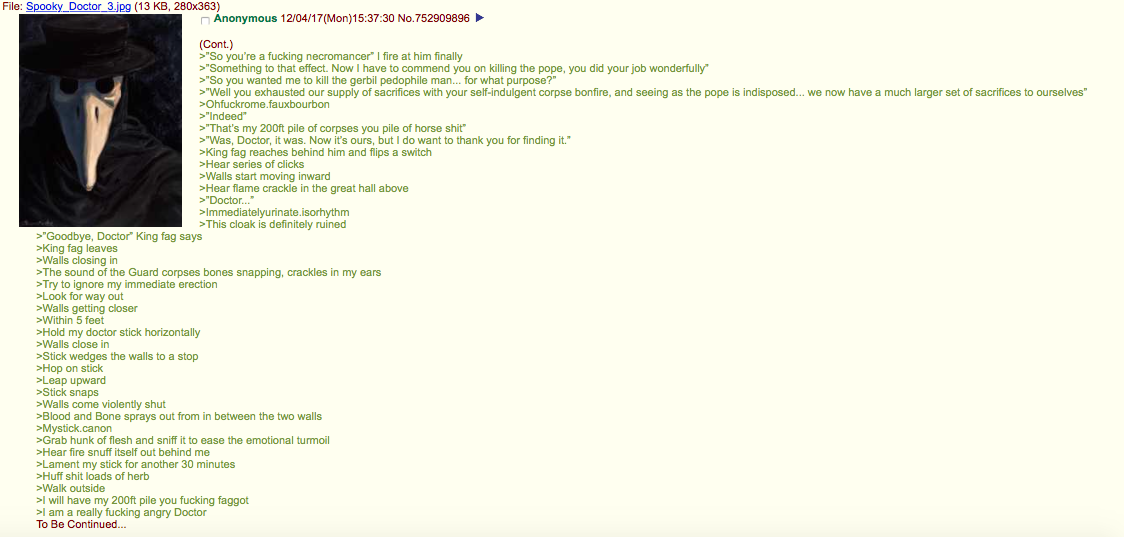 File: Spooky_Doctor_3.jpg (13 KB, 280x363)
Anonymous 12/04/17(Mon)15:37:30 No.752909896
(Cont.)
>"So you're a fucking necromancer" I fire at him finally
>"Something to that effect. Now I have to commend you on killing the pope, you did your job wonderfully"
>"So you wanted me to kill the gerbil pedophile man... for what purpose?"
>"Well you exhausted our supply of sacrifices with your self-indulgent corpse bonfire, and seeing as the pope is indisposed... we now have a much larger set of sacrifices to ourselves"
>Ohfuckrome.fauxbourbon
>"Indeed"
>"That's my 200ft pile of corpses you pile of horse shit"
>"Was, Doctor, it was. Now it's ours, but I do want to thank you for finding it."
>King fag reaches behind him and flips a switch
>Hear series of clicks
>Walls start moving inward
>Hear flame crackle in the great hall above
>"Doctor..."
>Immediatelyurinate.isorhythm
>This cloak is definitely ruined
>"Goodbye, Doctor" King fag says
>King fag leaves
>Walls closing in
>The sound of the Guard corpses bones snapping, crackles in my ears
>Try to ignore my immediate erection
>Look for way out
>Walls getting closer
>Within 5 feet
>Hold my doctor stick horizontally
>Walls close in
>Stick wedges the walls to a stop
>Hop on stick
>Leap upward
>Stick snaps
>Walls come violently shut
>Blood and Bone sprays out from in between the two walls
>Mystick.canon
>Grab hunk of flesh and sniff it to ease the emotional turmoil
>Hear fire snuff itself out behind me
>Lament my stick for another 30 minutes
>Huff shit loads of herb
>Walk outside
>I will have my 200ft pile you fucking faggot
>I am a really fucking angry Doctor
To Be Continued...